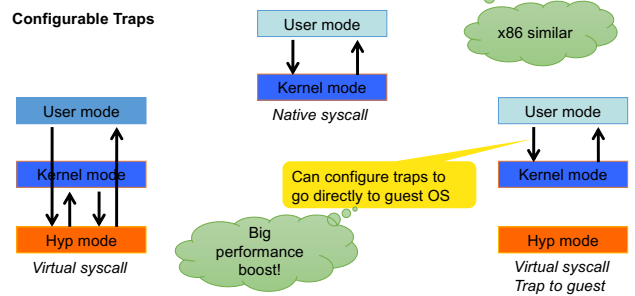 Configurable Traps
User mode
Kernel mode
Native syscall
x86 similar
User mode
Kernel mode
Hyp mode
Virtual syscall
Can configure traps to
go directly to guest OS
Big
performance
boost!
User mode
Kernel mode
Hyp mode
Virtual syscall
Trap to guest